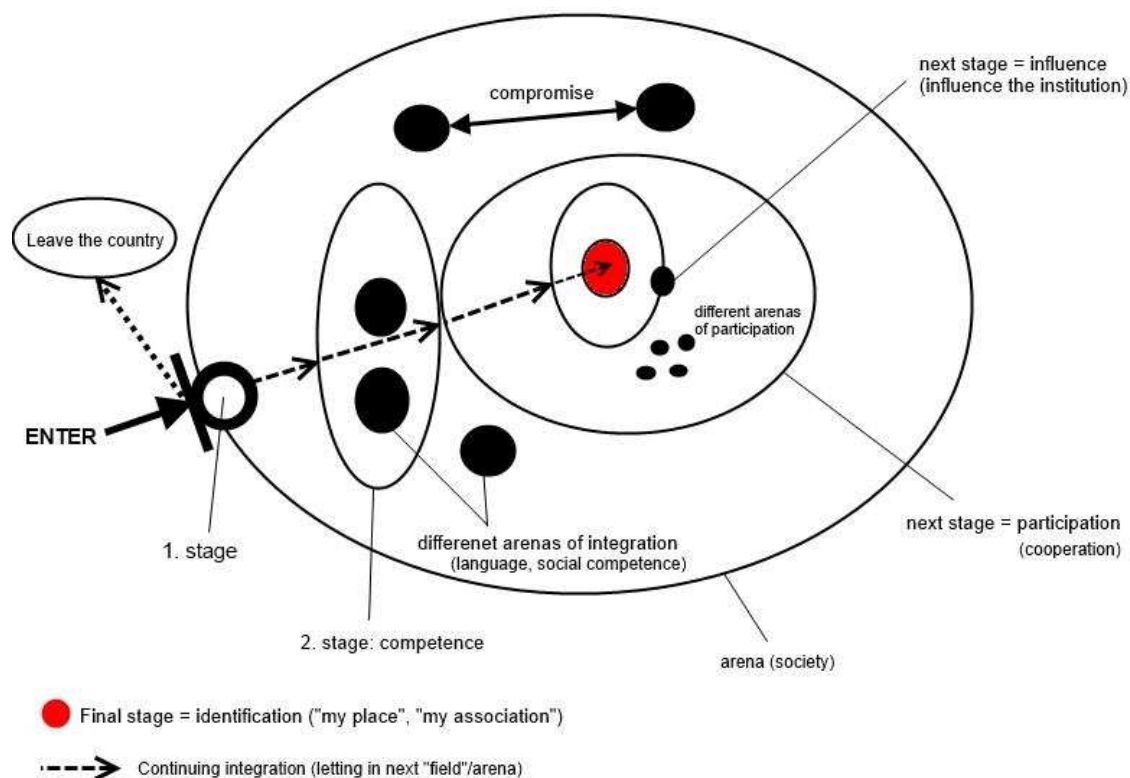 next stage = influence
(influence the institution)
compromise
Leave the country
different arenas
of participation
ENTER
1. stage
differenet arenas of integration
(language, social competence)
next stage = participation
(cooperation)
2. stage: competence
arena (society)
Final stage = identification ("my place", "my association")
Continuing integration (letting in next "field"/arena)